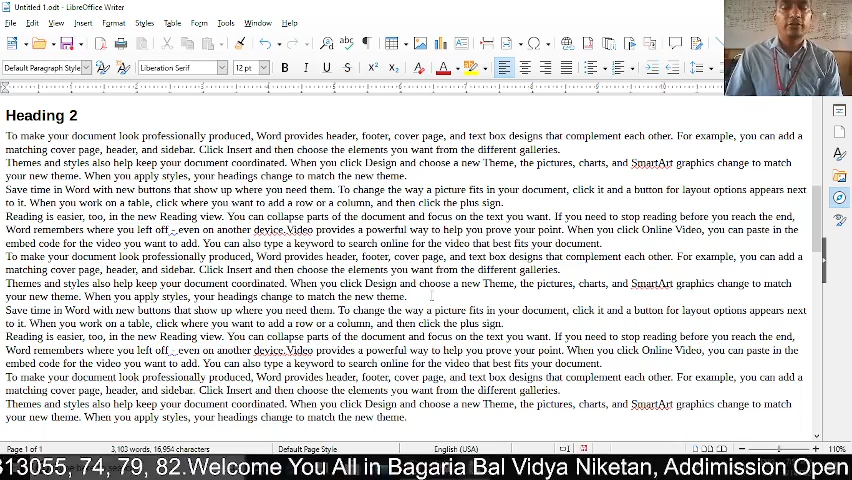 Untitled 1.odt - LibreOffice Writer
File Edit View Insert Format Styles Table Form Tools Window Help
Default Paragraph Style Liberation Serif 12 pt
Heading 2
To make your document look professionally produced, Word provides header, footer, cover page, and text box designs that complement each other. For example, you can add a
matching cover page, header, and sidebar. Click Insert and then choose the elements you want from the different galleries.
Themes and styles also help keep your document coordinated. When you click Design and choose a new Theme, the pictures, charts, and SmartArt graphics change to match
your new theme. When you apply styles, your headings change to match the new theme.
Save time in Word with new buttons that show up where you need them. To change the way a picture fits in your document, click it and a button for layout options appears next
to it. When you work on a table, click where you want to add a row or a column, and then click the plus sign.
Reading is easier, too, in the new Reading view. You can collapse parts of the document and focus on the text you want. If you need to stop reading before you reach the end,
Word remembers where you left off - even on another device.Video provides a powerful way to help you prove your point. When you click Online Video, you can paste in the
embed code for the video you want to add. You can also type a keyword to search online for the video that best fits your document.
To make your document look professionally produced, Word provides header, footer, cover page, and text box designs that complement each other. For example, you can add a
matching cover page, header, and sidebar. Click Insert and then choose the elements you want from the different galleries.
Themes and styles also help keep your document coordinated. When you click Design and choose a new Theme, the pictures, charts, and SmartArt graphics change to match
your new theme. When you apply styles, your headings change to match the new theme.
Save time in Word with new buttons that show up where you need them. To change the way a picture fits in your document, click it and a button for layout options appears next
to it. When you work on a table, click where you want to add a row or a column, and then click the plus sign.
Reading is easier, too, in the new Reading view. You can collapse parts of the document and focus on the text you want. If you need to stop reading before you reach the end,
Word remembers where you left off - even on another device.Video provides a powerful way to help you prove your point. When you click Online Video, you can paste in the
embed code for the video you want to add. You can also type a keyword to search online for the video that best fits your document.
To make your document look professionally produced, Word provides header, footer, cover page, and text box designs that complement each other. For example, you can add a
matching cover page, header, and sidebar. Click Insert and then choose the elements you want from the different galleries.
Themes and styles also help keep your document coordinated. When you click Design and choose a new Theme, the pictures, charts, and SmartArt graphics change to match
your new theme. When you apply styles, your headings change to match the new theme.
Page 1 of 1 3,103 words, 16,954 characters Default Page Style English (USA) 110%
313055, 74, 79, 82.Welcome You All in Bagaria Bal Vidya Niketan, Addimission Open